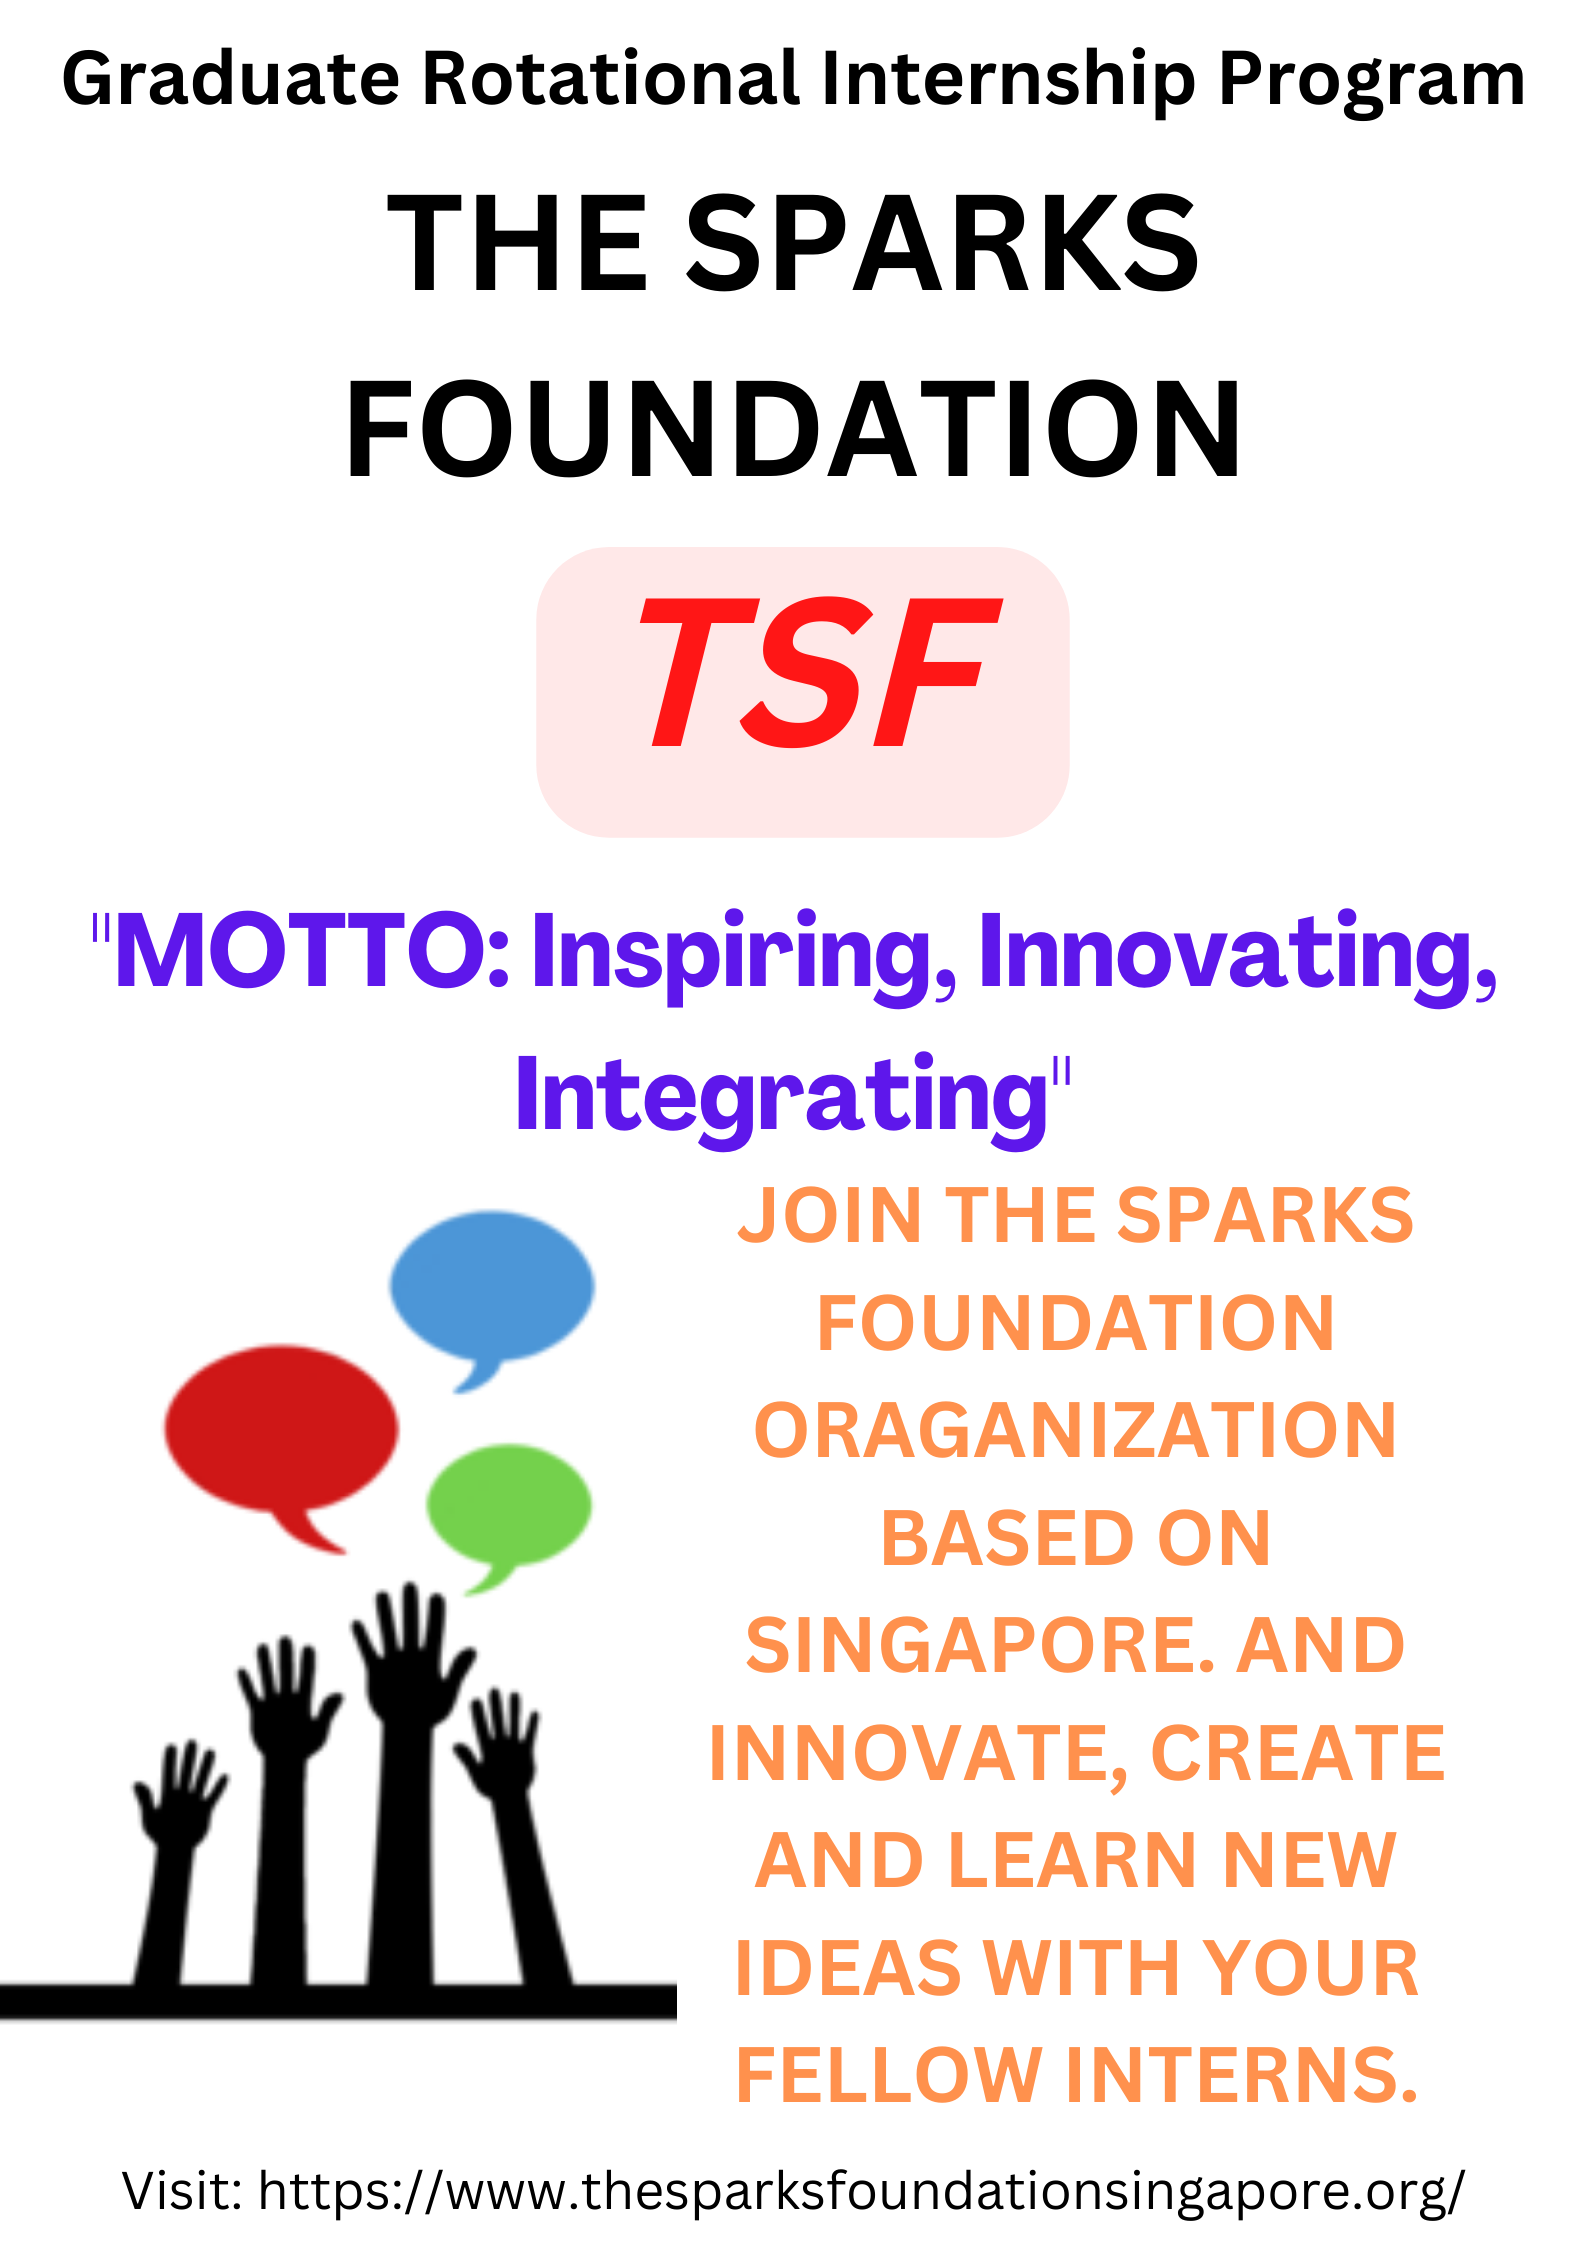 Graduate Rotational Internship Program
THE SPARKS
FOUNDATION
TSF
"MOTTO: Inspiring, Innovating,
Integrating"
JOIN THE SPARKS
FOUNDATION
ORAGANIZATION
BASED ON
SINGAPORE. AND
INNOVATE, CREATE
AND LEARN NEW
IDEAS WITH YOUR
FELLOW INTERNS.
Visit: https://www.thesparksfoundationsingapore.org/